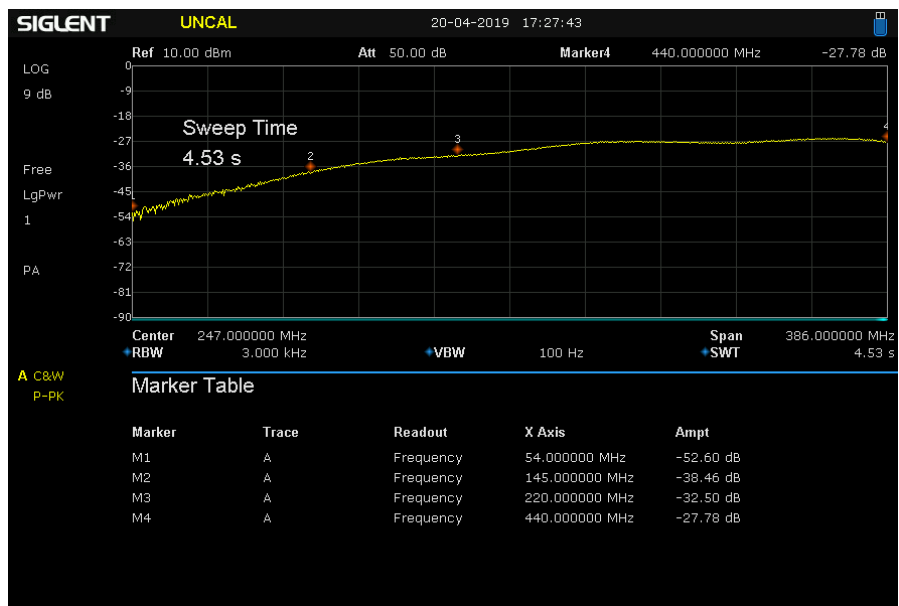 SIGLENT UNCAL 20-04-2019 17:27:43
Ref 10.00 dBm Att 50.00 dB Marker4 440.000000 MHz -27.78 dB
LOG
9 dB
Free
LgPwr
1
PA
A C&W
P-PK
0
-9
-18
-27
-36
-45
-54
-63
-72
-81
-90
Sweep Time
4.53 s
2
3
4
Center 247.000000 MHz Span 386.000000 MHz
RBW 3.000 kHz VBW 100 Hz SWT 4.53 s
Marker Table
Marker Trace Readout X Axis Ampt
M1 A Frequency 54.000000 MHz -52.60 dB
M2 A Frequency 145.000000 MHz -38.46 dB
M3 A Frequency 220.000000 MHz -32.50 dB
M4 A Frequency 440.000000 MHz -27.78 dB